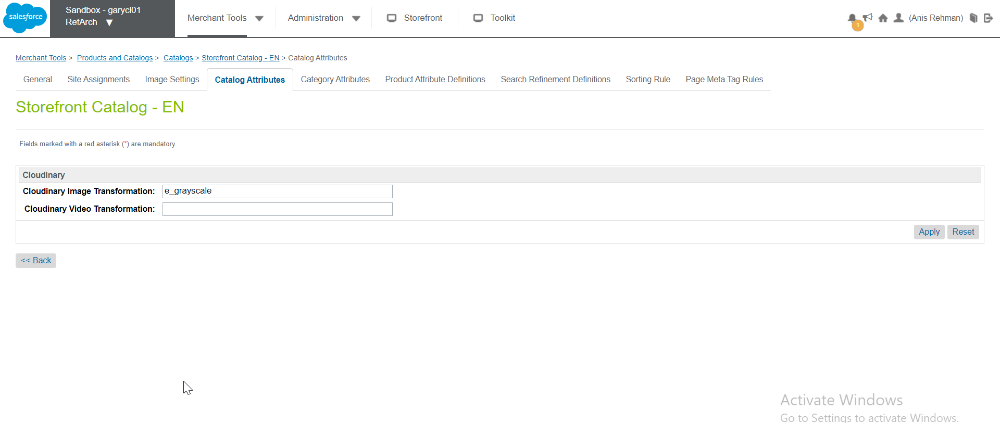 salesforce
Sandbox - garycl01
RefArch
Merchant Tools
Administration
Storefront
Toolkit
1
(Anis Rehman)
Merchant Tools > Products and Catalogs > Catalogs > Storefront Catalog - EN > Catalog Attributes
General Site Assignments Image Settings Catalog Attributes Category Attributes Product Attribute Definitions Search Refinement Definitions Sorting Rule Page Meta Tag Rules
Storefront Catalog - EN
Fields marked with a red asterisk (*) are mandatory.
Cloudinary
Cloudinary Image Transformation: e_grayscale
Cloudinary Video Transformation:
Apply Reset
<< Back
Activate Windows
Go to Settings to activate Windows.